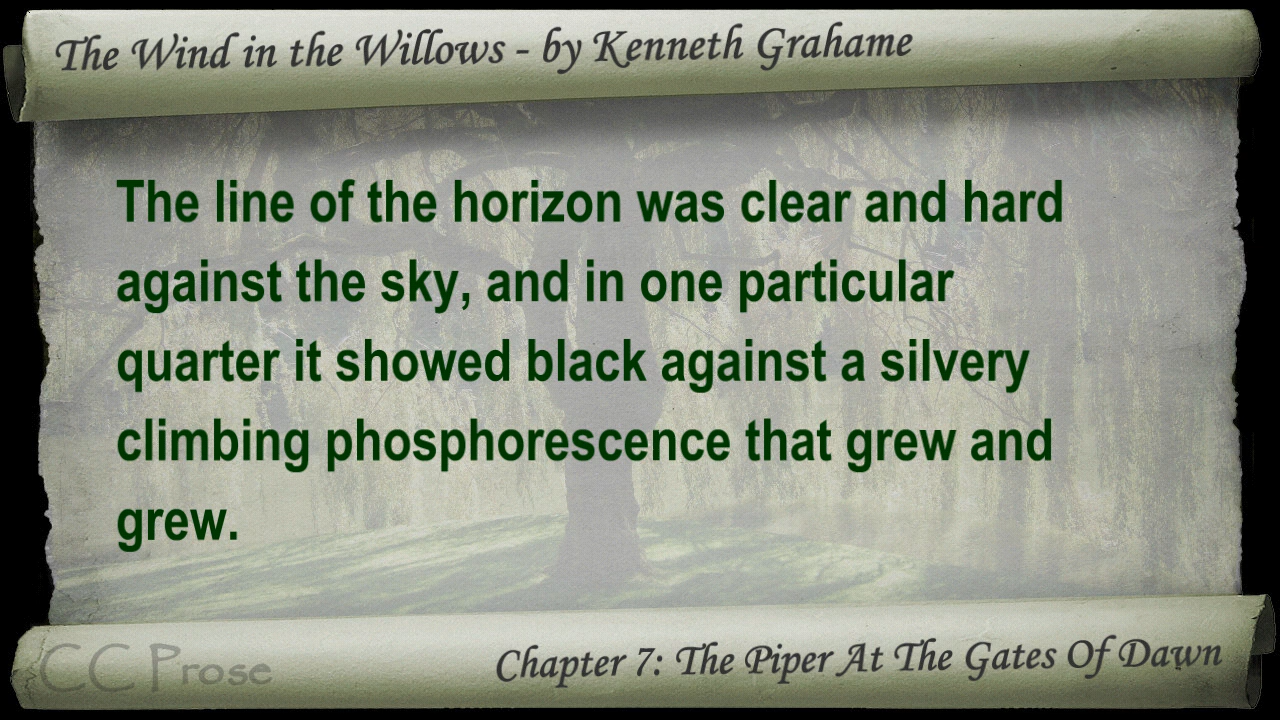 The Wind in the Willows - by Kenneth Grahame
The line of the horizon was clear and hard
against the sky, and in one particular
quarter it showed black against a silvery
climbing phosphorescence that grew and
grew.
CC Prose
Chapter 7: The Piper At The Gates Of Dawn